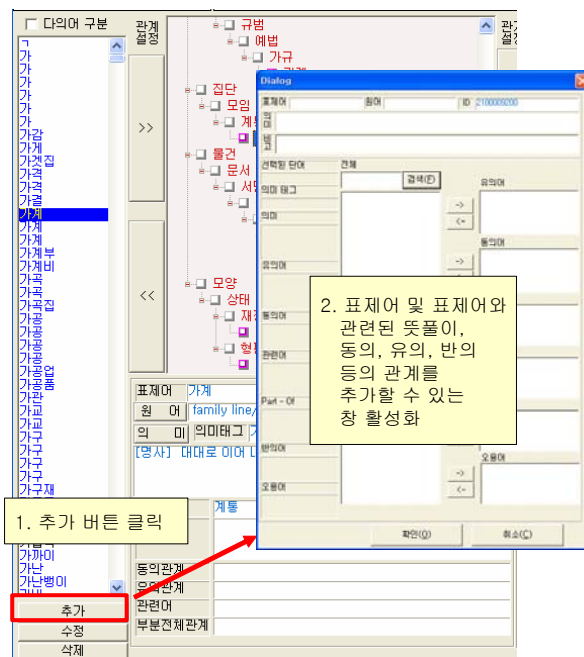 다의어 구분
관계
설정
ㄱ
가
가
가
가
가
가
가감
가게
가겟집
가격
가격
가결
가계
가계
가계
가계부
가계비
가곡
가곡
가곡집
가공
가공
가공
가공
가공업
가공품
가관
가교
가교
가구
가구
가구
가구
가구재
가까이
가난
가난뱅이
추가
수정
삭제
>>
<<
규범
예법
가규
집단
모임
물건
문서
모양
상태
표제어 가계
원 어 family line/
의 미 의미태그
[명사] 대대로 이어
계통
동의관계
유의관계
관련어
부분전체관계
Dialog
표제어 원어 ID 2100009200
의미
비고
선택된 단어 전체
검색(F) 유의어
의미 태그
->
<-
의미
동의어
->
유의어
동의어
관련어
Part - Of
반의어
오용어
->
<-
오용어
확인(O) 취소(C)
1. 추가 버튼 클릭
2. 표제어 및 표제어와
관련된 뜻풀이,
동의, 유의, 반의
등의 관계를
추가할 수 있는
창 활성화